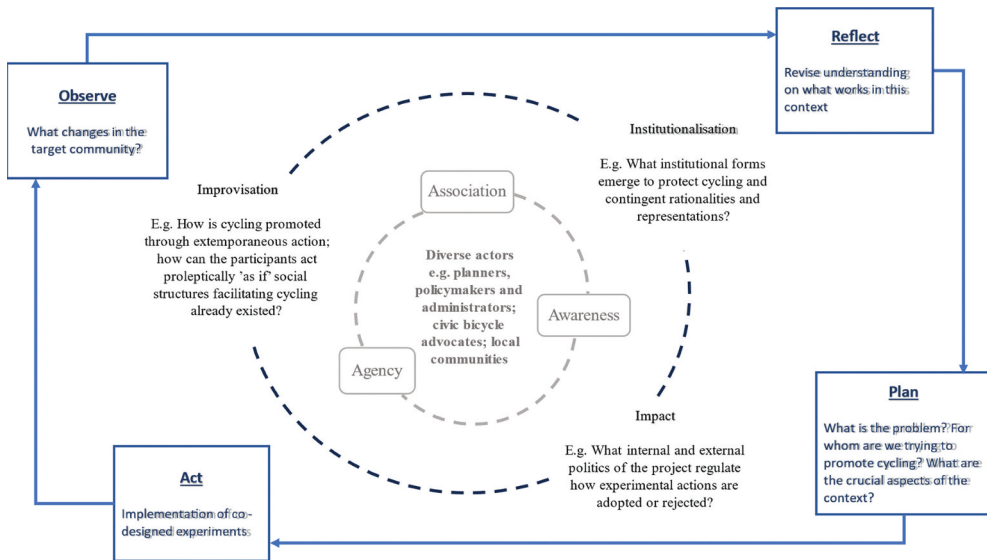 Reflect
Revise understanding
on what works in this
context
Observe
What changes in the
target community?
Institutionalisation
E.g. What institutional forms
emerge to protect cycling and
contingent rationalities and
representations?
Improvisation
E.g. How is cycling promoted
through extemporaneous action;
how can the participants act
proleptically 'as if' social
structures facilitating cycling
already existed?
Association
Diverse actors
e.g. planners,
policymakers and
administrators;
civic bicycle
advocates; local
communities
Awareness
Agency
Plan
What is the problem? For
whom are we trying to
promote cycling? What are
the crucial aspects of the
context?
Impact
E.g. What internal and external
politics of the project regulate
how experimental actions are
adopted or rejected?
Act
Implementation of co-
designed experiments